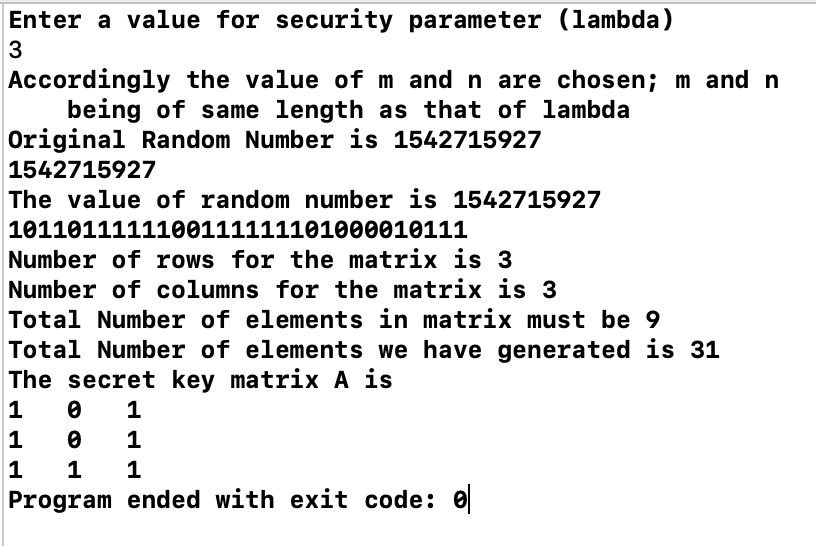 Enter a value for security parameter (lambda)
3
Accordingly the value of m and n are chosen; m and n
being of same length as that of lambda
Original Random Number is 1542715927
1542715927
The value of random number is 1542715927
1011011111100111111101000010111
Number of rows for the matrix is 3
Number of columns for the matrix is 3
Total Number of elements in matrix must be 9
Total Number of elements we have generated is 31
The secret key matrix A is
1 0 1
1 0 1
1 1 1
Program ended with exit code: 0